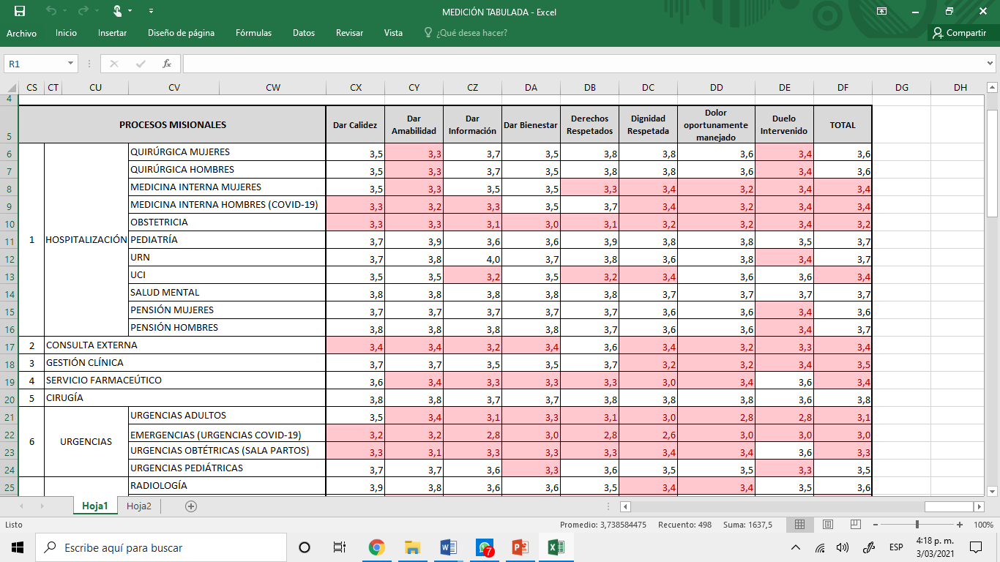 MEDICIÓN TABULADA - Excel
Archivo Inicio Insertar Diseño de página Fórmulas Datos Revisar Vista ¿Qué desea hacer? Compartir
R1 fx
CS CT CU CV CW CX CY CZ DA DB DC DD DE DF DG DH
4
5 PROCESOS MISIONALES Dar Calidez Dar Amabilidad Dar Información Dar Bienestar Derechos Respetados Dignidad Respetada Dolor oportunamente manejado Duelo Intervenido TOTAL
6 QUIRÚRGICA MUJERES 3,5 3,3 3,7 3,5 3,8 3,8 3,6 3,4 3,6
7 QUIRÚRGICA HOMBRES 3,5 3,3 3,7 3,5 3,8 3,8 3,6 3,4 3,6
8 MEDICINA INTERNA MUJERES 3,5 3,3 3,5 3,5 3,3 3,4 3,2 3,4 3,4
9 MEDICINA INTERNA HOMBRES (COVID-19) 3,3 3,2 3,3 3,5 3,7 3,4 3,2 3,4 3,4
10 OBSTETRICIA 3,3 3,3 3,1 3,0 3,1 3,2 3,2 3,4 3,2
11 1 HOSPITALIZACIÓN PEDIATRÍA 3,7 3,9 3,6 3,6 3,9 3,8 3,8 3,5 3,7
12 URN 3,7 3,8 4,0 3,7 3,8 3,6 3,8 3,4 3,7
13 UCI 3,5 3,5 3,2 3,5 3,2 3,4 3,6 3,6 3,4
14 SALUD MENTAL 3,8 3,8 3,8 3,8 3,8 3,7 3,7 3,7 3,7
15 PENSIÓN MUJERES 3,7 3,7 3,7 3,7 3,7 3,6 3,6 3,4 3,6
16 PENSIÓN HOMBRES 3,8 3,8 3,8 3,8 3,7 3,6 3,6 3,4 3,7
17 2 CONSULTA EXTERNA 3,4 3,4 3,2 3,4 3,6 3,4 3,2 3,3 3,4
18 3 GESTIÓN CLÍNICA 3,7 3,7 3,5 3,5 3,7 3,2 3,2 3,4 3,5
19 4 SERVICIO FARMACEÚTICO 3,6 3,4 3,3 3,3 3,3 3,0 3,4 3,6 3,4
20 5 CIRUGÍA 3,8 3,8 3,7 3,7 3,8 3,8 3,8 3,6 3,8
21 URGENCIAS ADULTOS 3,5 3,4 3,1 3,3 3,1 3,0 2,8 2,8 3,1
22 6 URGENCIAS EMERGENCIAS (URGENCIAS COVID-19) 3,2 3,2 2,8 3,0 2,8 2,6 3,0 3,0 3,0
23 URGENCIAS OBTÉTRICAS (SALA PARTOS) 3,3 3,1 3,3 3,3 3,3 3,4 3,4 3,6 3,3
24 URGENCIAS PEDIÁTRICAS 3,7 3,7 3,6 3,3 3,6 3,5 3,5 3,3 3,5
25 RADIOLOGÍA 3,9 3,8 3,6 3,6 3,5 3,4 3,4 3,5 3,6
Hoja1 Hoja2
Listo Promedio: 3,738584475 Recuento: 498 Suma: 1637,5 100%
Escribe aquí para buscar 7 ESP 4:18 p. m.
3/03/2021